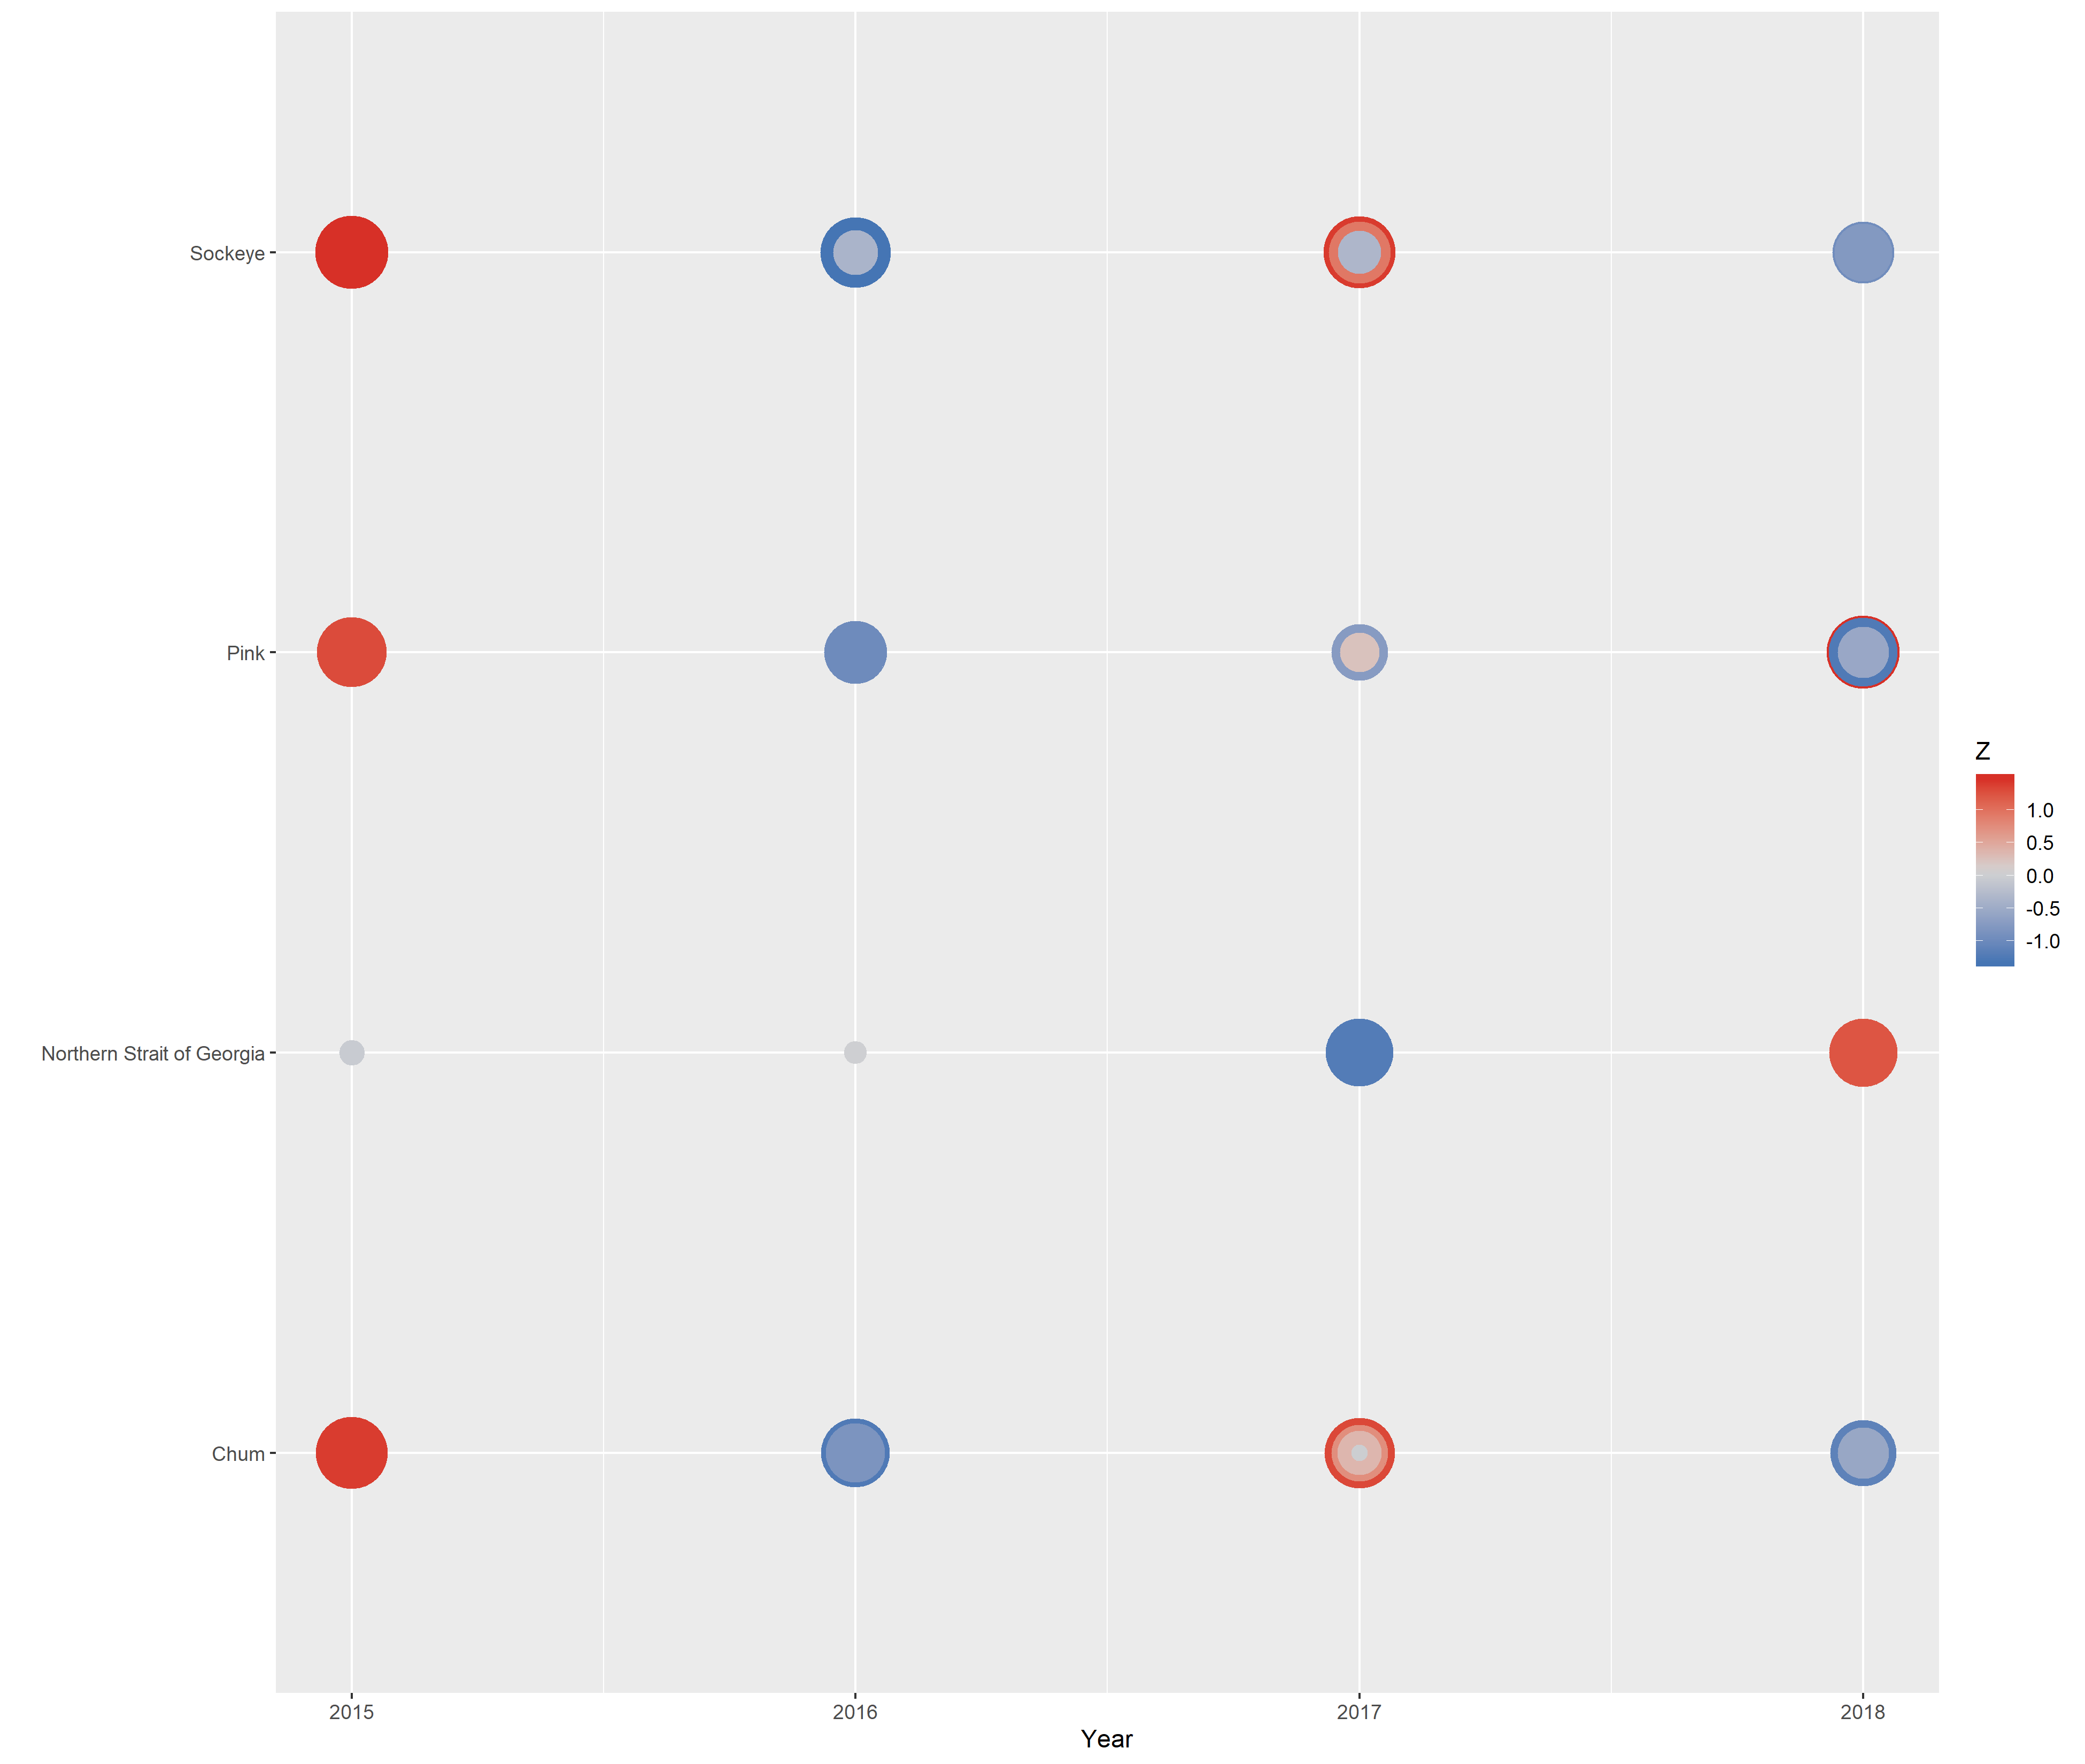 Sockeye
Pink
Northern Strait of Georgia
Chum
2015 2016 2017 2018
Year
Z
1.0
0.5
0.0
-0.5
-1.0